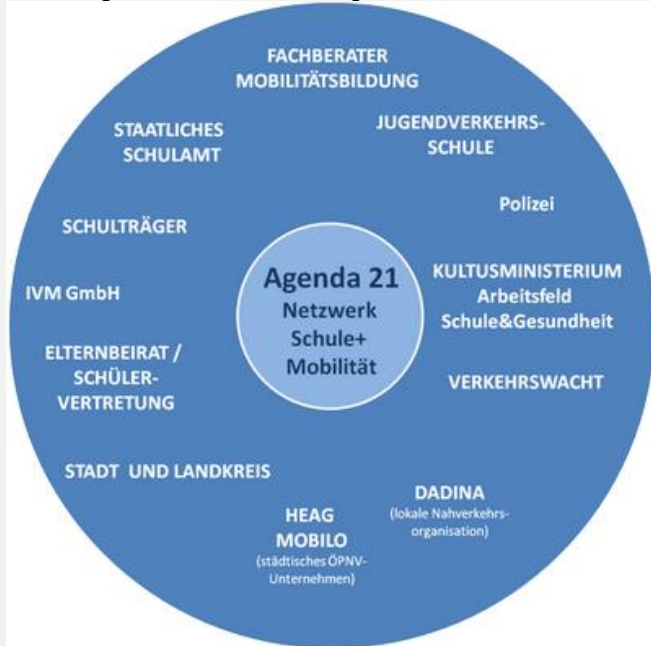 FACHBERATER
MOBILITÄTSBILDUNG
JUGENDVERKEHRS-
SCHULE
STAATLICHES
SCHULAMT
Polizei
SCHULTRÄGER
KULTUSMINISTERIUM
Arbeitsfeld
Schule&Gesundheit
Agenda 21
Netzwerk
Schule+
Mobilität
IVM GmbH
ELTERNBEIRAT /
SCHÜLER-
VERTRETUNG
VERKEHRSWACHT
STADT UND LANDKREIS
DADINA
(lokale Nahverkehrs-
organisation)
HEAG
MOBILO
(städtisches ÖPNV-
Unternehmen)